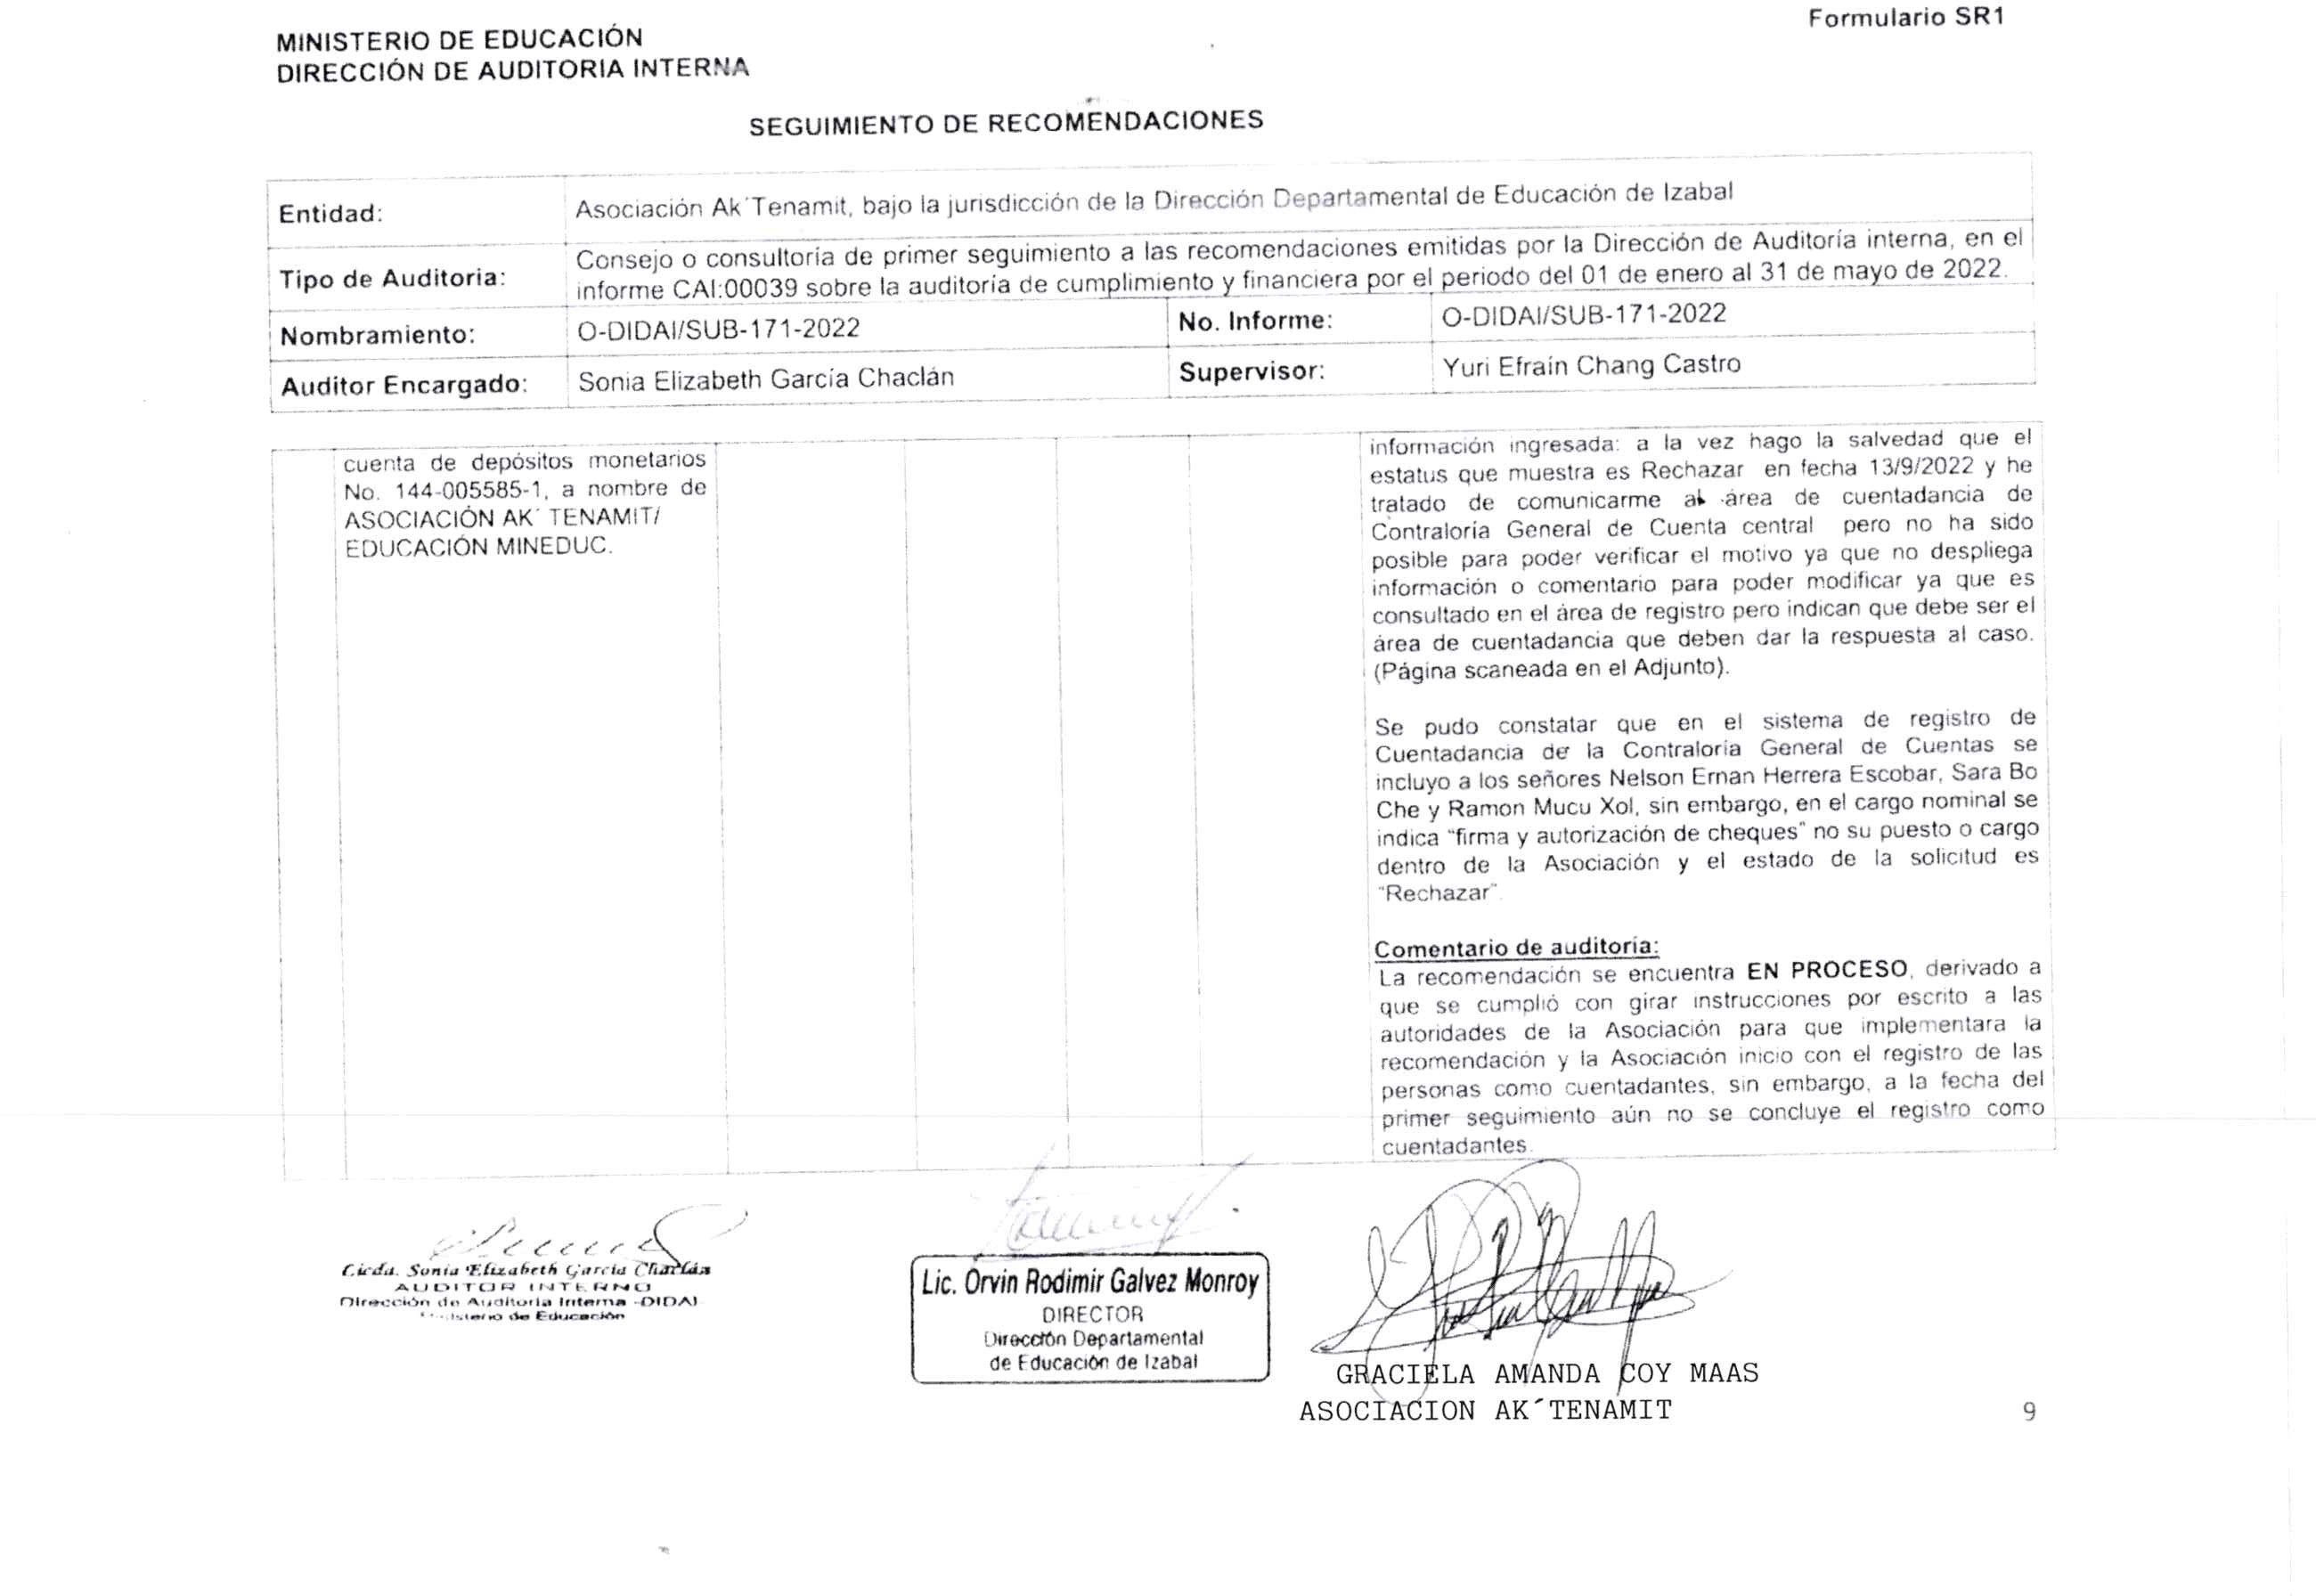 Formulario SR1
MINISTERIO DE EDUCACIÓN
DIRECCIÓN DE AUDITORIA INTERNA
SEGUIMIENTO DE RECOMENDACIONES
Entidad: Asociación Ak´Tenamit, bajo la jurisdicción de la Dirección Departamental de Educación de Izabal
Tipo de Auditoria: Consejo o consultoría de primer seguimiento a las recomendaciones emitidas por la Dirección de Auditoría interna, en el
informe CAI:00039 sobre la auditoría de cumplimiento y financiera por el periodo del 01 de enero al 31 de mayo de 2022.
Nombramiento: O-DIDAI/SUB-171-2022 No. Informe: O-DIDAI/SUB-171-2022
Auditor Encargado: Sonia Elizabeth García Chaclán Supervisor: Yuri Efraín Chang Castro
cuenta de depósitos monetarios
No. 144-005585-1, a nombre de
ASOCIACIÓN AK´ TENAMIT/
EDUCACIÓN MINEDUC.
información ingresada: a la vez hago la salvedad que el
estatus que muestra es Rechazar en fecha 13/9/2022 y he
tratado de comunicarme al área de cuentadancia de
Contraloría General de Cuenta central pero no ha sido
posible para poder verificar el motivo ya que no despliega
información o comentario para poder modificar ya que es
consultado en el área de registro pero indican que debe ser el
área de cuentadancia que deben dar la respuesta al caso.
(Página scaneada en el Adjunto).
Se pudo constatar que en el sistema de registro de
Cuentadancia de la Contraloría General de Cuentas se
incluyo a los señores Nelson Ernan Herrera Escobar, Sara Bo
Che y Ramon Mucu Xol, sin embargo, en el cargo nominal se
indica “firma y autorización de cheques” no su puesto o cargo
dentro de la Asociación y el estado de la solicitud es
“Rechazar”.
Comentario de auditoría:
La recomendación se encuentra EN PROCESO, derivado a
que se cumplió con girar instrucciones por escrito a las
autoridades de la Asociación para que implementara la
recomendación y la Asociación inicio con el registro de las
personas como cuentadantes, sin embargo, a la fecha del
primer seguimiento aún no se concluye el registro como
cuentadantes.
Licda. Sonia Elizabeth García Chaclán
AUDITOR INTERNO
Dirección de Auditoría Interna -DIDAI
Ministerio de Educación
Lic. Orvin Rodimir Galvez Monroy
DIRECTOR
Dirección Departamental
de Educación de Izabal
GRACIELA AMANDA COY MAAS
ASOCIACION AK´TENAMIT
9